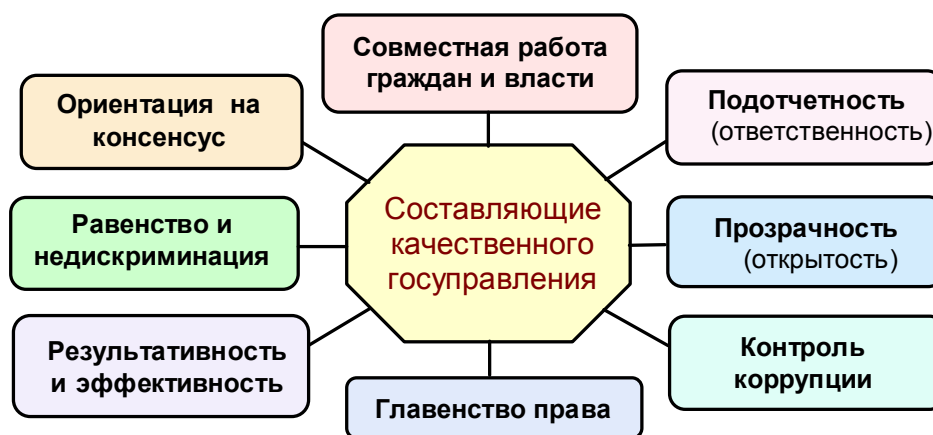 Совместная работа
граждан и власти
Ориентация на
консенсус
Подотчетность
(ответственность)
Составляющие
качественного
госуправления
Равенство и
недискриминация
Прозрачность
(открытость)
Результативность
и эффективность
Контроль
коррупции
Главенство права